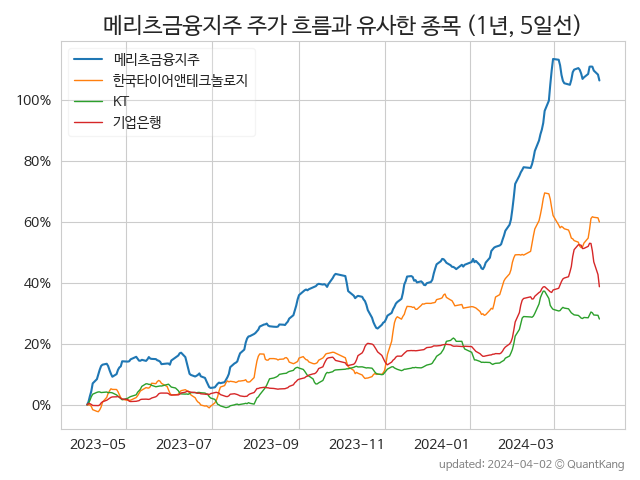 메리츠금융지주 주가 흐름과 유사한 종목 (1년, 5일선)
메리츠금융지주
한국타이어앤테크놀로지
KT
기업은행
100%
80%
60%
40%
20%
0%
2023-05 2023-07 2023-09 2023-11 2024-01 2024-03
updated: 2024-04-02 © QuantKang